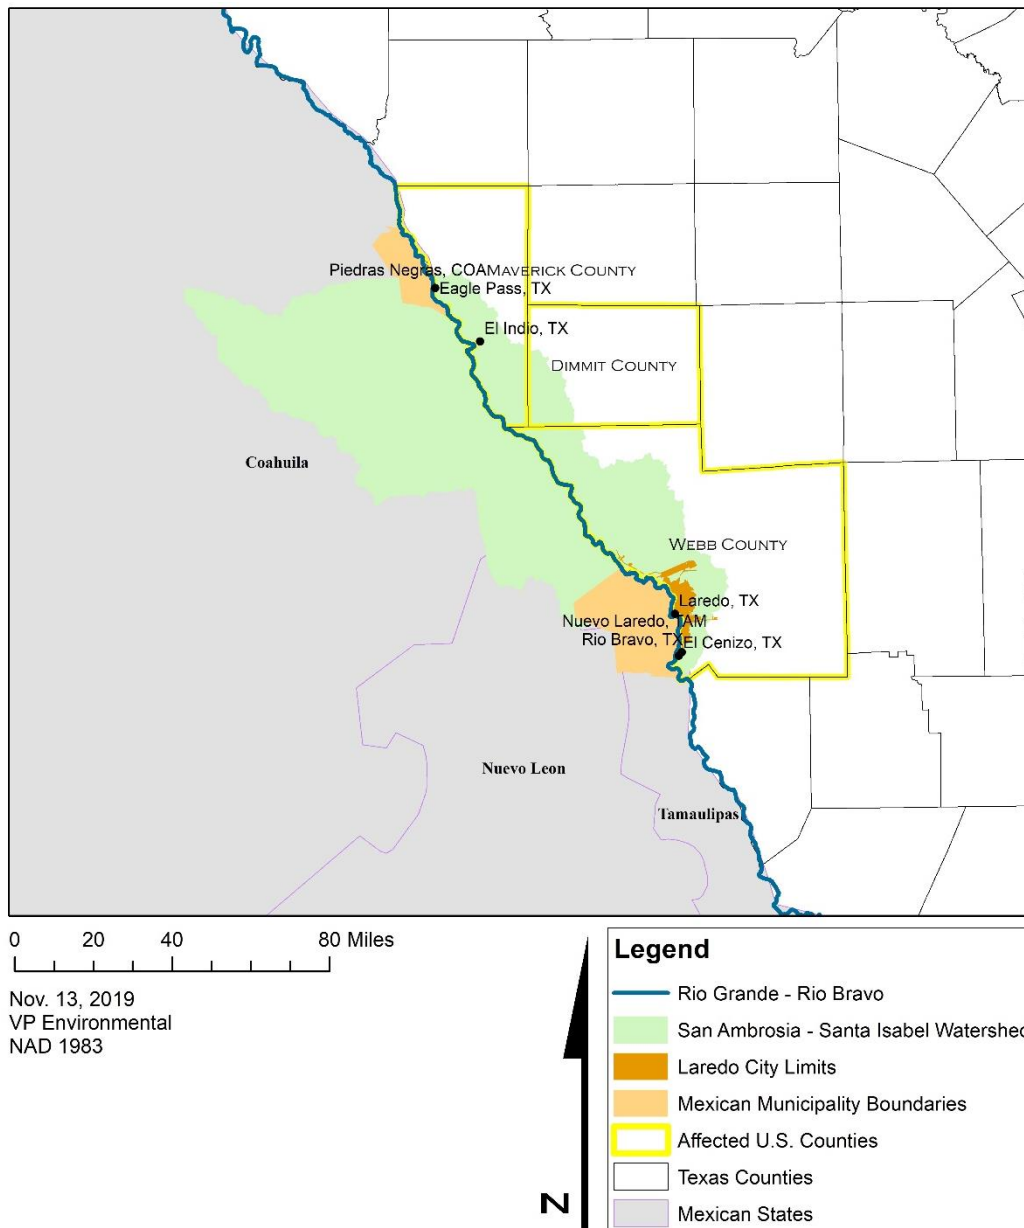 Piedras Negras, COA
MAVERICK COUNTY
Eagle Pass, TX
El Indio, TX
DIMMIT COUNTY
Coahuila
WEBB COUNTY
Laredo, TX
Nuevo Laredo, TAM
Rio Bravo, TX
El Cenizo, TX
Nuevo Leon
Tamaulipas
0 20 40 80 Miles
Nov. 13, 2019
VP Environmental
NAD 1983
N
Legend
Rio Grande - Rio Bravo
San Ambrosia - Santa Isabel Watershed
Laredo City Limits
Mexican Municipality Boundaries
Affected U.S. Counties
Texas Counties
Mexican States